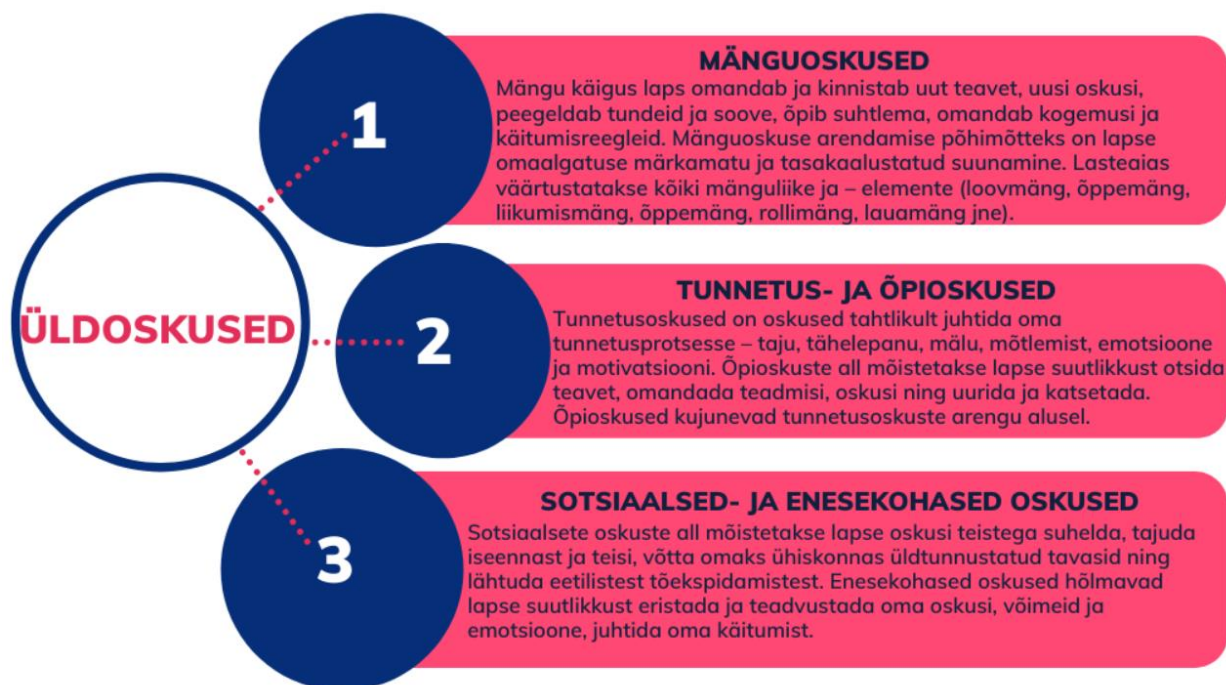 ÜLDOSKUSED
1
MÄNGUOSKUSED
Mängu käigus laps omandab ja kinnistab uut teavet, uusi oskusi,
peegeldab tundeid ja soove, õpib suhtlema, omandab kogemusi ja
käitumisreegleid. Mänguoskuse arendamise põhimõtteks on lapse
omaalgatuse märkamatu ja tasakaalustatud suunamine. Lasteaias
väärtustatakse kõiki mänguliike ja – elemente (loovmäng, õppemäng,
liikumismäng, õppemäng, rollimäng, lauamäng jne).
2
TUNNETUS- JA ÕPIOSKUSED
Tunnetusoskused on oskused tahtlikult juhtida oma
tunnetusprotsesse – taju, tähelepanu, mälu, mõtlemist, emotsioone
ja motivatsiooni. Õpioskuste all mõistetakse lapse suutlikkust otsida
teavet, omandada teadmisi, oskusi ning uurida ja katsetada.
Õpioskused kujunevad tunnetusoskuste arengu alusel.
3
SOTSIAALSED- JA ENESEKOHASED OSKUSED
Sotsiaalsete oskuste all mõistetakse lapse oskusi teistega suhelda, tajuda
iseennast ja teisi, võtta omaks ühiskonnas üldtunnustatud tavasid ning
lähtuda eetilistest tõekspidamistest. Enesekohased oskused hõlmavad
lapse suutlikkust eristada ja teadvustada oma oskusi, võimeid ja
emotsioone, juhtida oma käitumist.